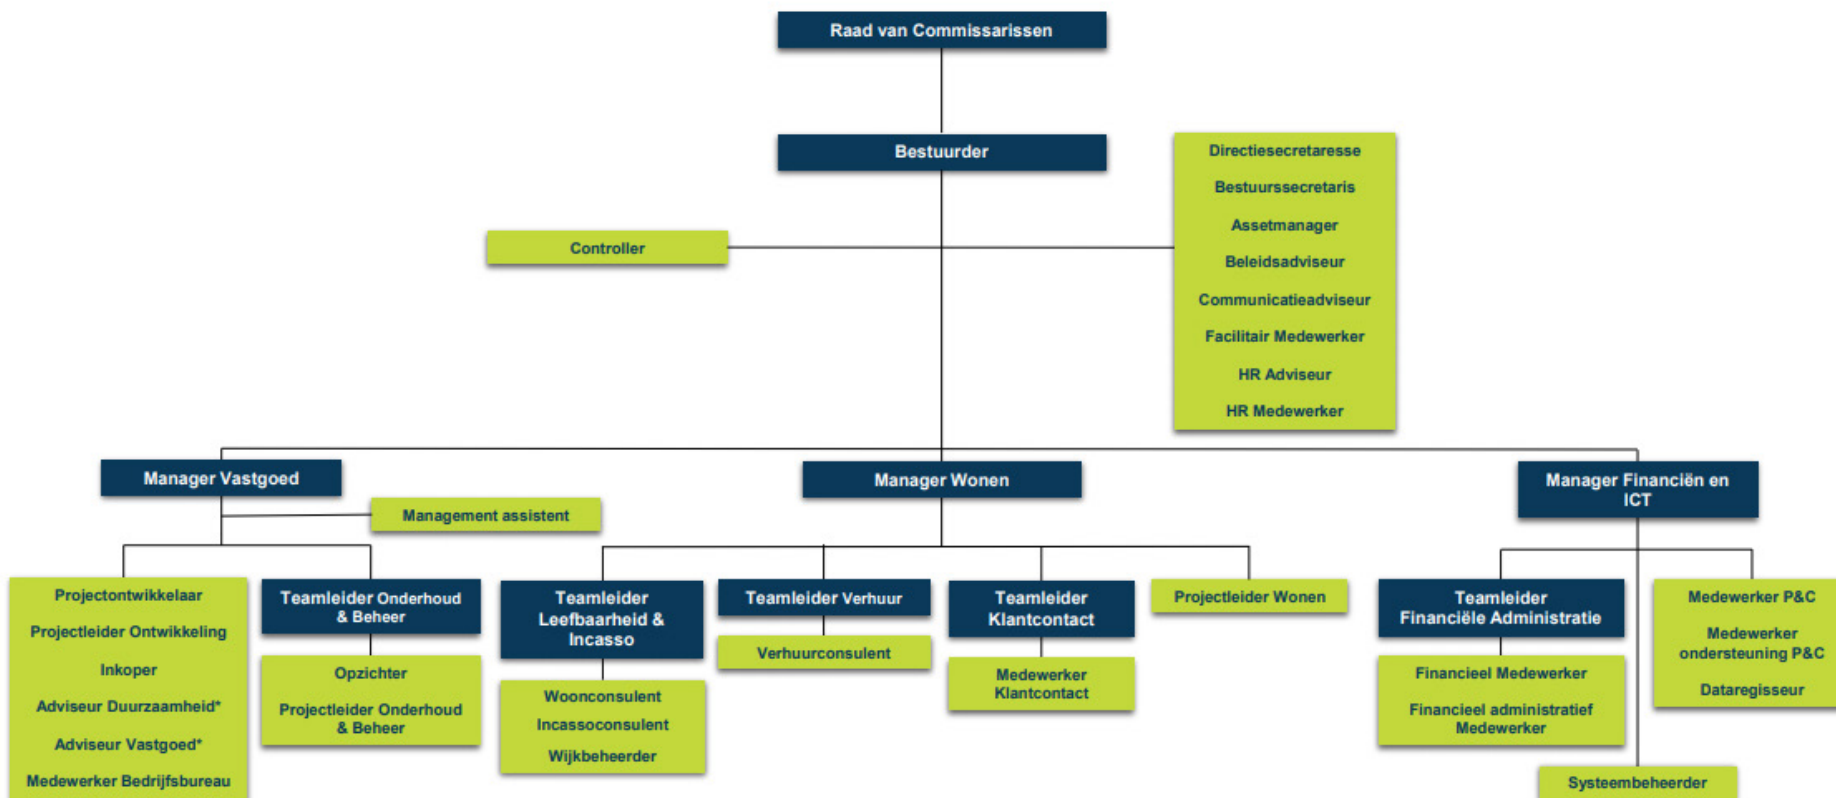 Raad van Commissarissen
Bestuurder
Directiesecretaresse
Bestuurssecretaris
Assetmanager
Beleidsadviseur
Communicatieadviseur
Facilitair Medewerker
HR Adviseur
HR Medewerker
Controller
Manager Vastgoed
Management assistent
Projectontwikkelaar
Projectleider Ontwikkeling
Inkoper
Adviseur Duurzaamheid*
Adviseur Vastgoed*
Medewerker Bedrijfsbureau
Teamleider Onderhoud
& Beheer
Opzichter
Projectleider Onderhoud
& Beheer
Manager Wonen
Teamleider
Leefbaarheid &
Incasso
Woonconsulent
Incassoconsulent
Wijkbeheerder
Teamleider Verhuur
Verhuurconsulent
Teamleider
Klantcontact
Medewerker
Klantcontact
Projectleider Wonen
Manager Financiën en
ICT
Teamleider
Financiële Administratie
Financieel Medewerker
Financieel administratief
Medewerker
Medewerker P&C
Medewerker
ondersteuning P&C
Dataregisseur
Systeembeheerder